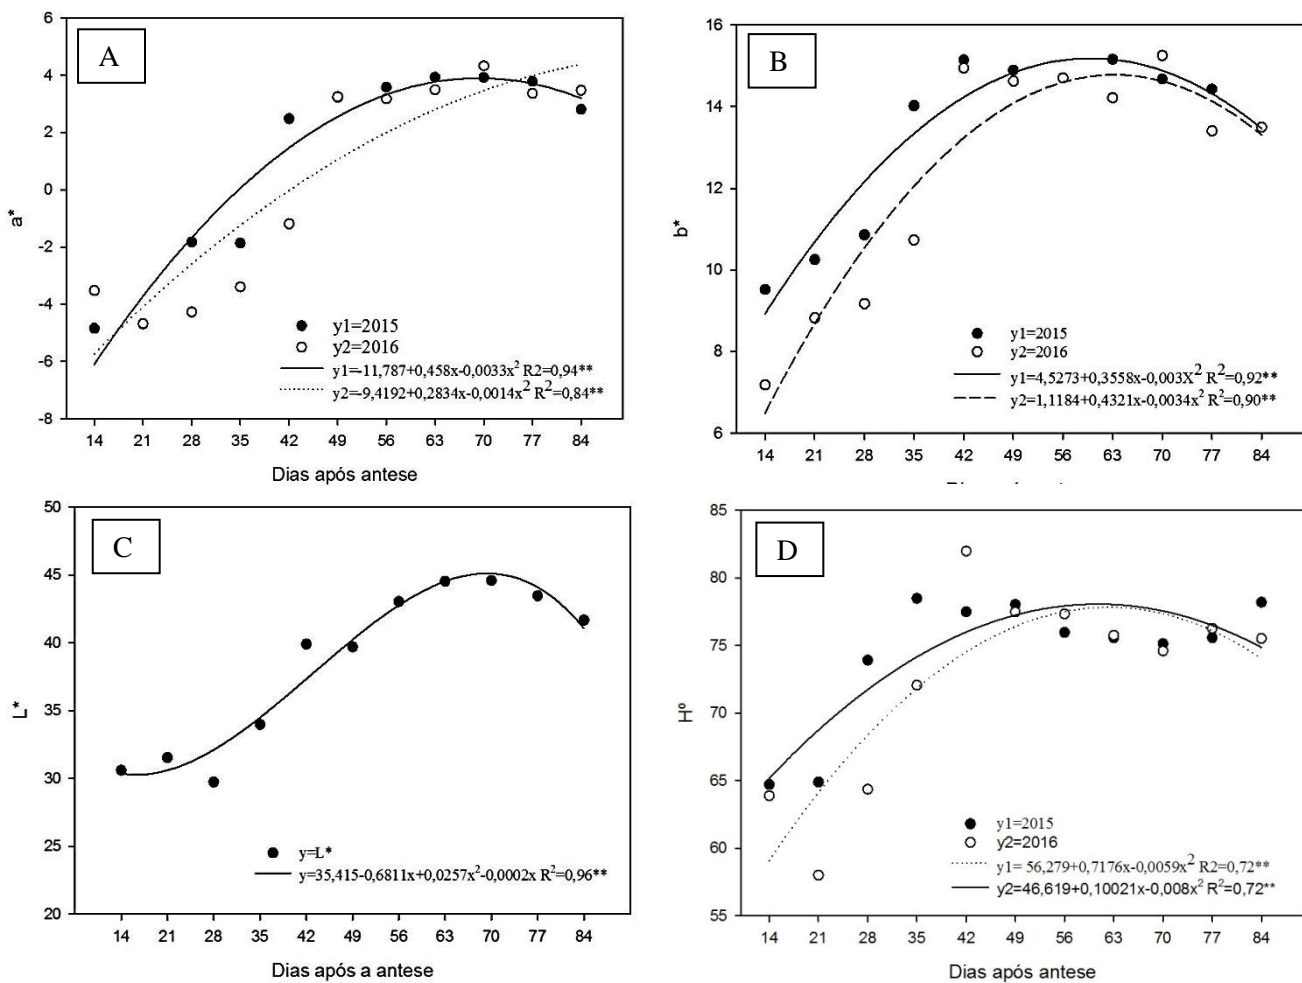 A
a*
6
4
2
0
-2
-4
-6
-8
y1=2015
y2=2016
y1=-11,787+0,458x-0,0033x² R2=0,94**
y2=-9,4192+0,2834x-0,0014x² R²=0,84**
14 21 28 35 42 49 56 63 70 77 84
Dias após antese
B
b*
16
14
12
10
8
6
y1=2015
y2=2016
y1=4,5273+0,3558x-0,003X² R²=0,92**
y2=1,1184+0,4321x-0,0034x² R²=0,90**
14 21 28 35 42 49 56 63 70 77 84
C
L*
50
45
40
35
30
25
20
y=L*
y=35,415-0,6811x+0,0257x²-0,0002x R²=0,96**
14 21 28 35 42 49 56 63 70 77 84
Dias após a antese
D
Hº
85
80
75
70
65
60
55
y1=2015
y2=2016
y1= 56,279+0,7176x-0,0059x² R2=0,72**
y2=46,619+0,10021x-0,008x² R²=0,72**
14 21 28 35 42 49 56 63 70 77 84
Dias após antese